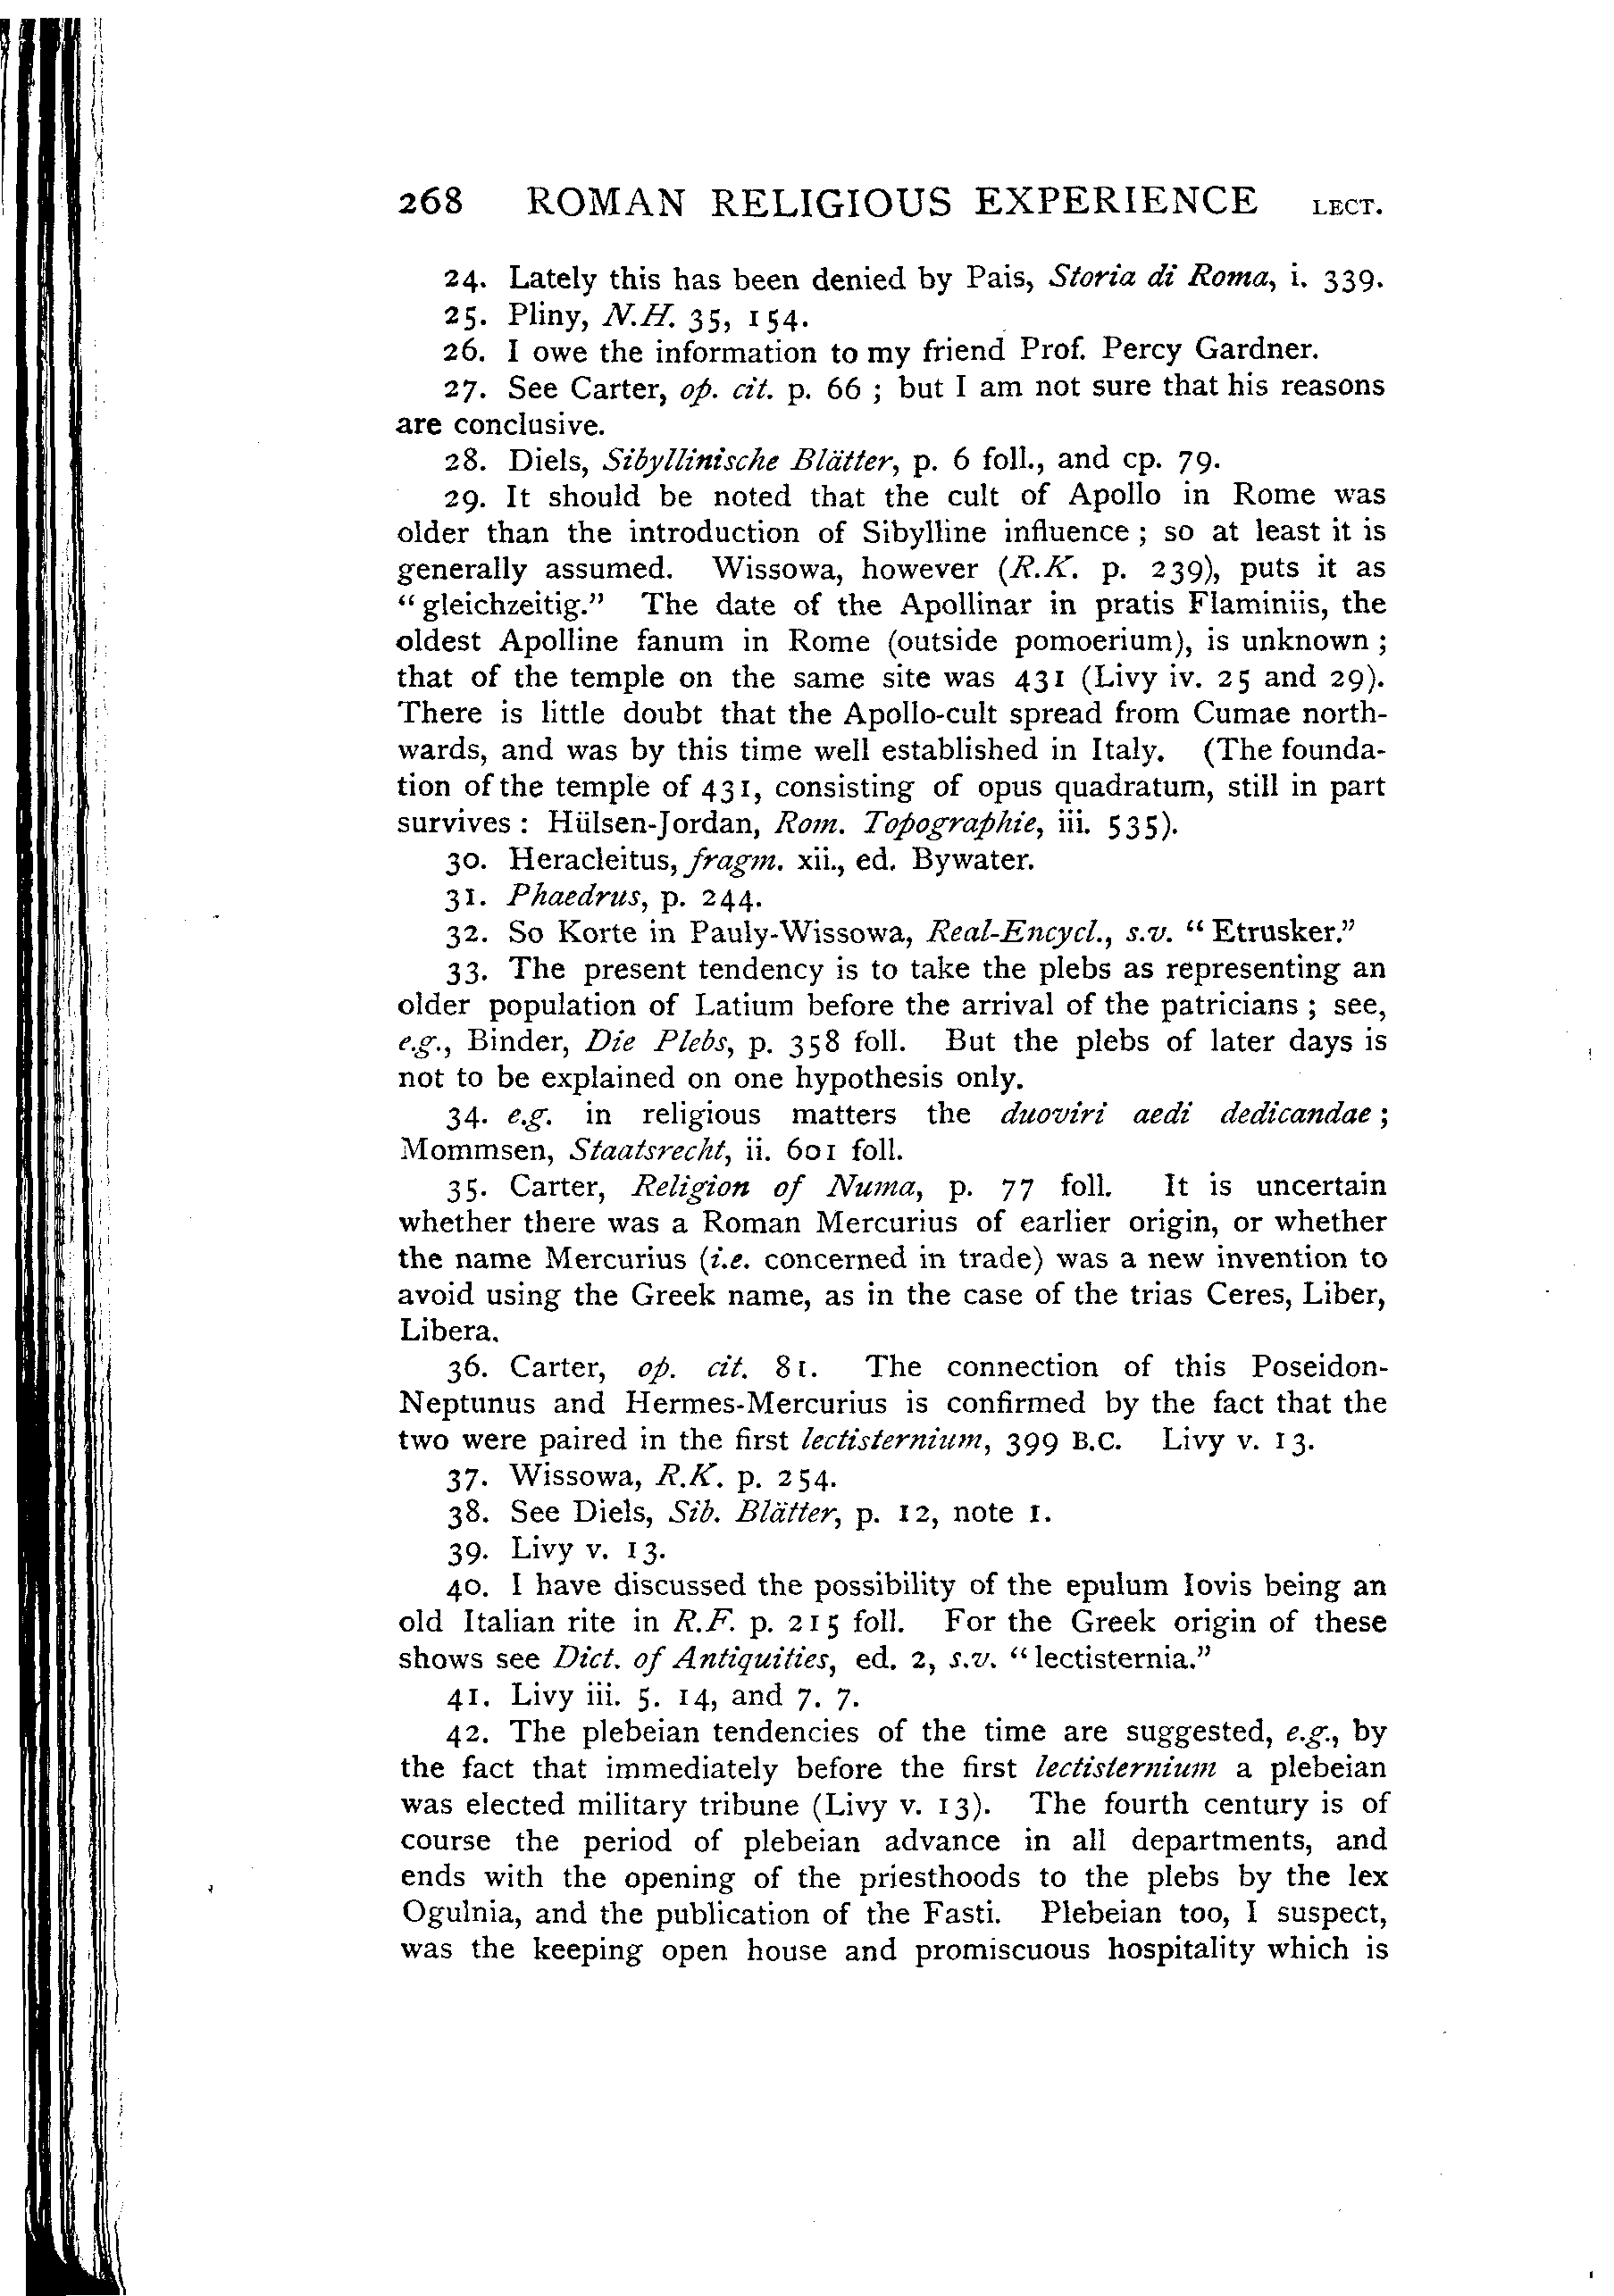 268 ROMAN RELIGIOUS EXPERIENCE LECT.
24. Lately this has been denied by Pais, Storia di Roma, i. 339.
25. Pliny, N.H. 35, 154.
26. I owe the information to my friend Prof. Percy Gardner.
27. See Carter, op. cit. p. 66 ; but I am not sure that his reasons
are conclusive.
28. Diels, Sibyllinische Blätter, p. 6 foll., and cp. 79.
29. It should be noted that the cult of Apollo in Rome was
older than the introduction of Sibylline influence ; so at least it is
generally assumed. Wissowa, however (R.K. p. 239), puts it as
“gleichzeitig.” The date of the Apollinar in pratis Flaminiis, the
oldest Apolline fanum in Rome (outside pomoerium), is unknown ;
that of the temple on the same site was 431 (Livy iv. 25 and 29).
There is little doubt that the Apollo-cult spread from Cumae north-
wards, and was by this time well established in Italy. (The founda-
tion of the temple of 431, consisting of opus quadratum, still in part
survives : Hülsen-Jordan, Rom. Topographie, iii. 535).
30. Heracleitus, fragm. xii., ed. Bywater.
31. Phaedrus, p. 244.
32. So Korte in Pauly-Wissowa, Real-Encycl., s.v. “Etrusker.”
33. The present tendency is to take the plebs as representing an
older population of Latium before the arrival of the patricians ; see,
e.g., Binder, Die Plebs, p. 358 foll. But the plebs of later days is
not to be explained on one hypothesis only.
34. e.g. in religious matters the duoviri aedi dedicandae ;
Mommsen, Staatsrecht, ii. 601 foll.
35. Carter, Religion of Numa, p. 77 foll. It is uncertain
whether there was a Roman Mercurius of earlier origin, or whether
the name Mercurius (i.e. concerned in trade) was a new invention to
avoid using the Greek name, as in the case of the trias Ceres, Liber,
Libera.
36. Carter, op. cit. 81. The connection of this Poseidon-
Neptunus and Hermes-Mercurius is confirmed by the fact that the
two were paired in the first lectisternium, 399 B.C. Livy v. 13.
37. Wissowa, R.K. p. 254.
38. See Diels, Sib. Blätter, p. 12, note 1.
39. Livy v. 13.
40. I have discussed the possibility of the epulum Iovis being an
old Italian rite in R.F. p. 215 foll. For the Greek origin of these
shows see Dict. of Antiquities, ed. 2, s.v. “lectisternia.”
41. Livy iii. 5. 14, and 7. 7.
42. The plebeian tendencies of the time are suggested, e.g., by
the fact that immediately before the first lectisternium a plebeian
was elected military tribune (Livy v. 13). The fourth century is of
course the period of plebeian advance in all departments, and
ends with the opening of the priesthoods to the plebs by the lex
Ogulnia, and the publication of the Fasti. Plebeian too, I suspect,
was the keeping open house and promiscuous hospitality which is